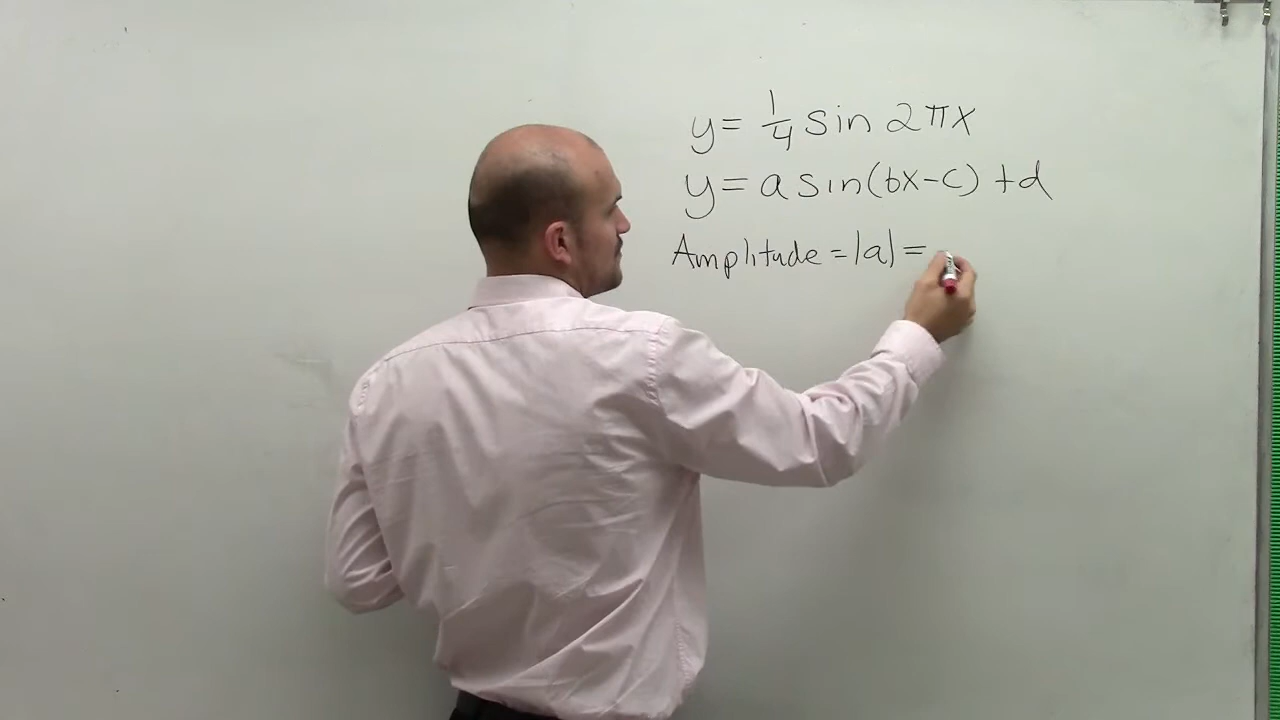 y = 1/4 sin 2πx
y = a sin(bx-c) + d
Amplitude = |a| =